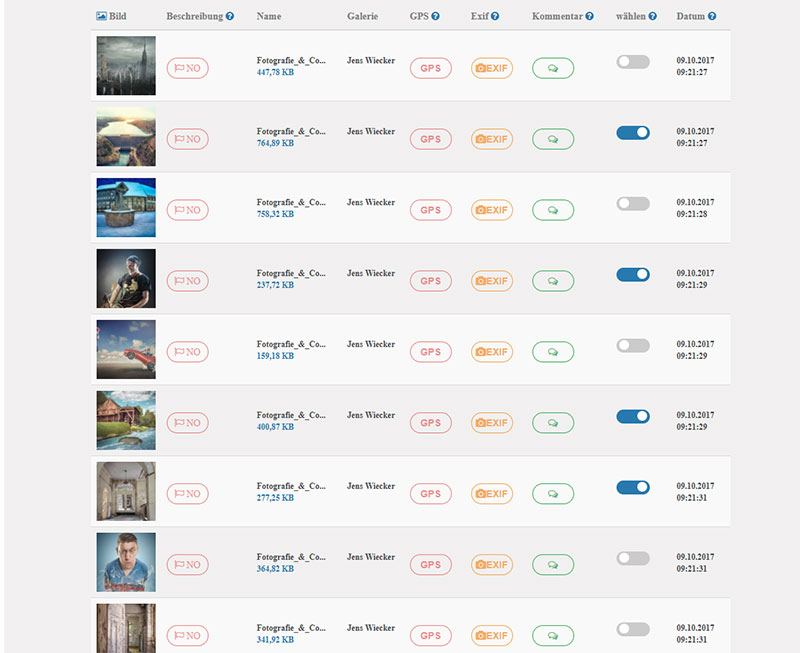 Bild Beschreibung Name Galerie GPS Exif Kommentar wählen Datum
NO Fotografie_&_Co... Jens Wiecker GPS EXIF 09.10.2017
447,78 KB 09:21:27
NO Fotografie_&_Co... Jens Wiecker GPS EXIF 09.10.2017
764,89 KB 09:21:27
NO Fotografie_&_Co... Jens Wiecker GPS EXIF 09.10.2017
758,32 KB 09:21:28
NO Fotografie_&_Co... Jens Wiecker GPS EXIF 09.10.2017
237,72 KB 09:21:29
NO Fotografie_&_Co... Jens Wiecker GPS EXIF 09.10.2017
159,18 KB 09:21:29
NO Fotografie_&_Co... Jens Wiecker GPS EXIF 09.10.2017
400,87 KB 09:21:29
NO Fotografie_&_Co... Jens Wiecker GPS EXIF 09.10.2017
277,25 KB 09:21:31
NO Fotografie_&_Co... Jens Wiecker GPS EXIF 09.10.2017
364,82 KB 09:21:31
NO Fotografie_&_Co... Jens Wiecker GPS EXIF 09.10.2017
341,92 KB 09:21:31